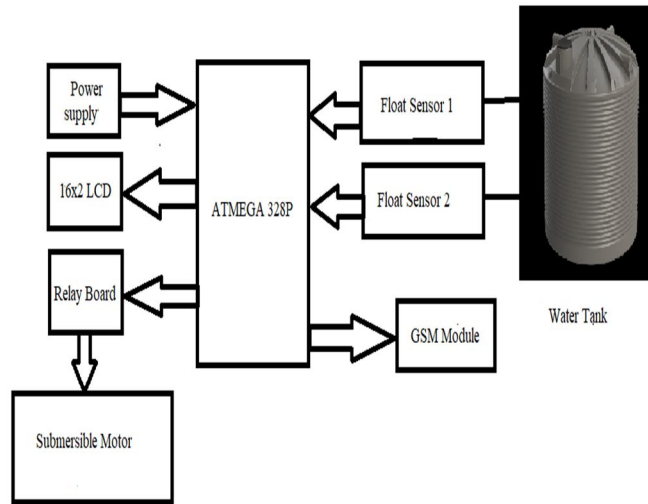 Power
supply
16x2 LCD
Relay Board
Submersible Motor
ATMEGA 328P
Float Sensor 1
Float Sensor 2
GSM Module
Water Tank